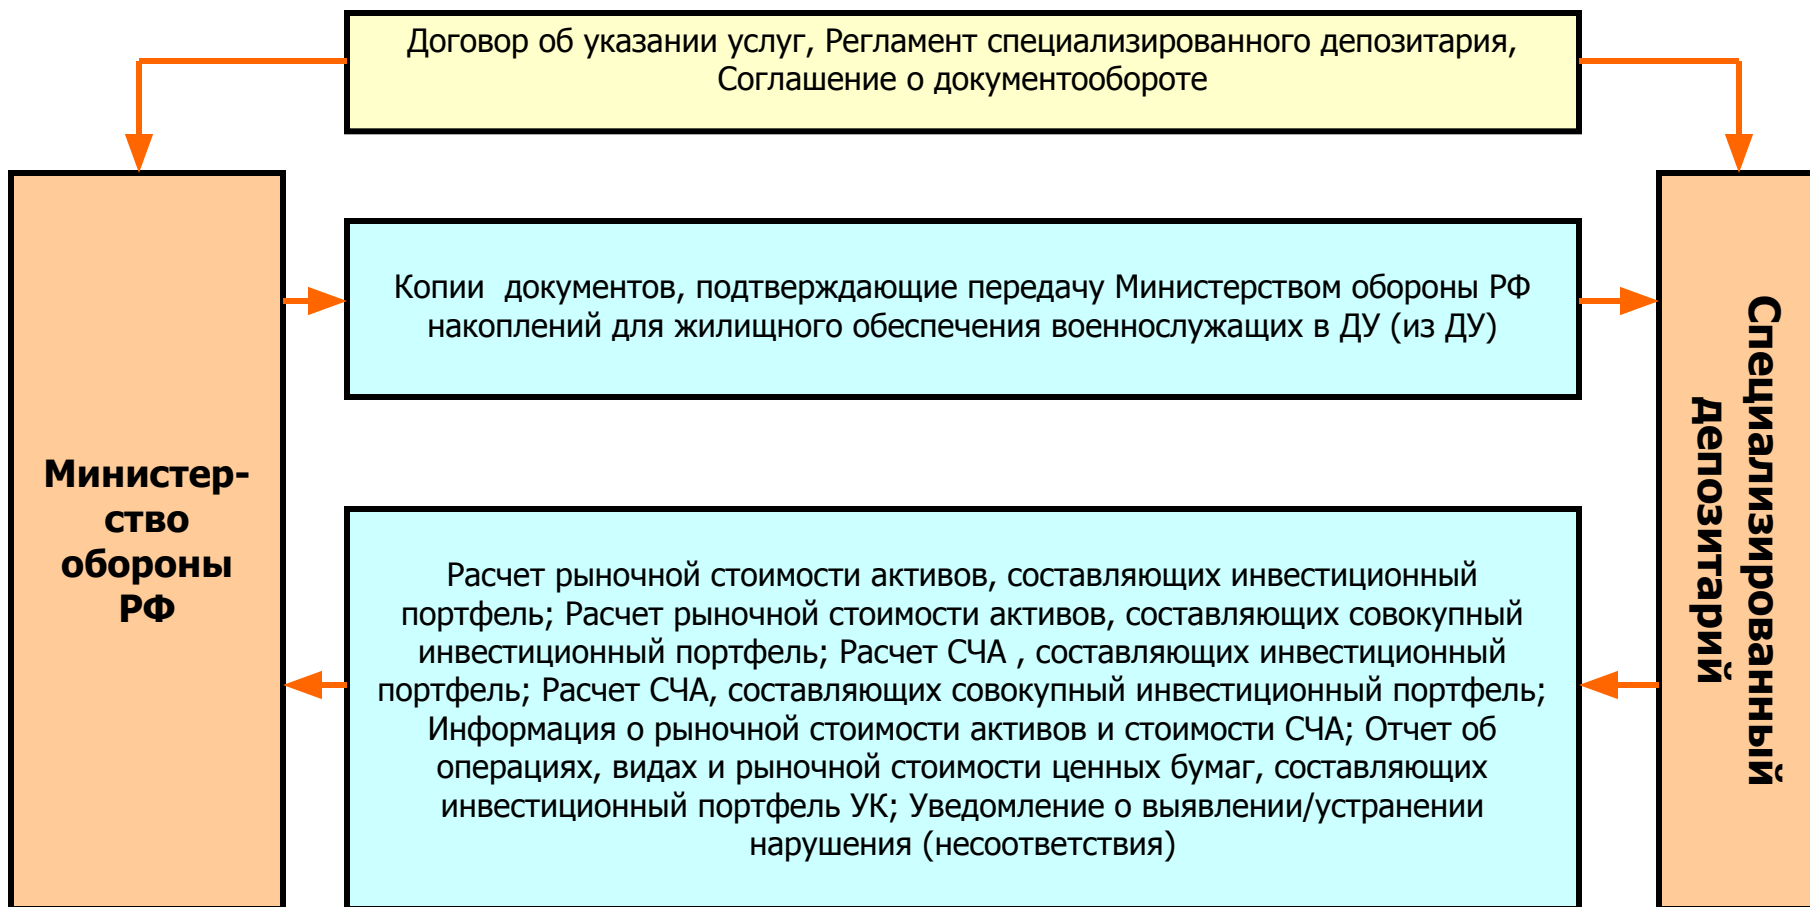 Договор об указании услуг, Регламент специализированного депозитария,
Соглашение о документообороте
Копии  документов, подтверждающие передачу Министерством обороны РФ
накоплений для жилищного обеспечения военнослужащих в ДУ (из ДУ)
Министер-
ство
обороны
РФ
Расчет рыночной стоимости активов, составляющих инвестиционный
портфель; Расчет рыночной стоимости активов, составляющих совокупный
инвестиционный портфель; Расчет СЧА , составляющих инвестиционный
портфель; Расчет СЧА, составляющих совокупный инвестиционный портфель;
Информация о рыночной стоимости активов и стоимости СЧА; Отчет об
операциях, видах и рыночной стоимости ценных бумаг, составляющих
инвестиционный портфель УК; Уведомление о выявлении/устранении
нарушения (несоответствия)
Специализированный
депозитарий